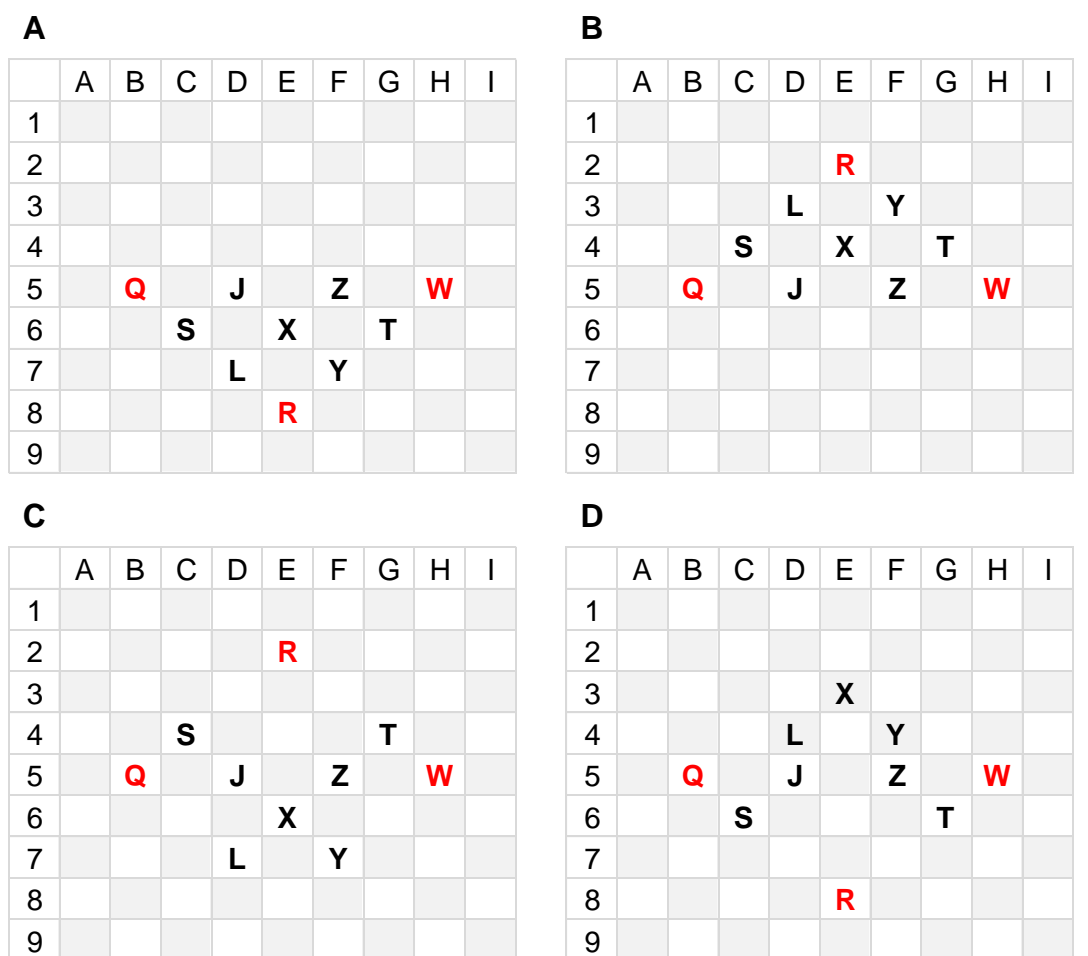 A B
A B C D E F G H I A B C D E F G H I
1 1
2 2 R
3 3 L Y
4 4 S X T
5 Q J Z W 5 Q J Z W
6 S X T 6
7 L Y 7
8 R 8
9 9
C D
A B C D E F G H I A B C D E F G H I
1 1
2 R 2
3 3 X
4 S T 4 L Y
5 Q J Z W 5 Q J Z W
6 X 6 S T
7 L Y 7
8 8 R
9 9